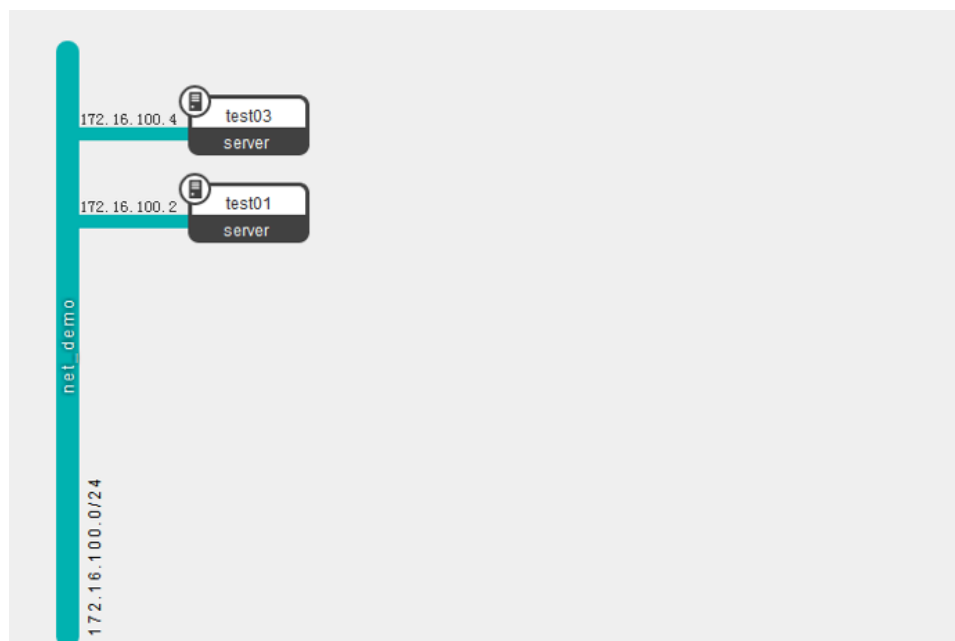 172.16.100.4
test03
server
172.16.100.2
test01
server
net_demo
172.16.100.0/24